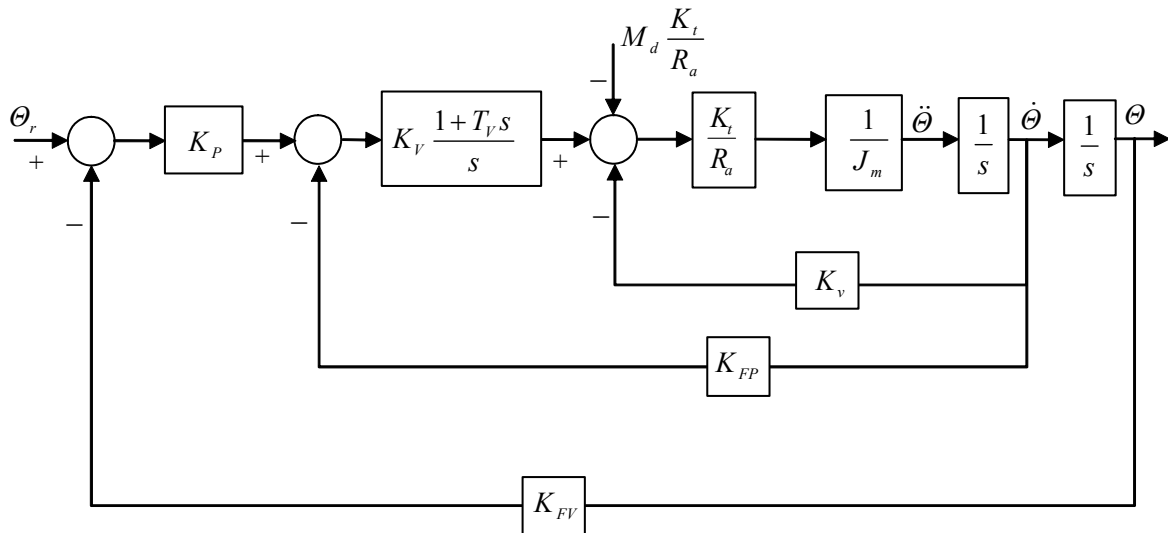 − M_d K_t/R_a
Θ_r + − K_P + − K_V (1 + T_V s)/s + − K_t/R_a 1/J_m Θ̈ 1/s Θ̇ 1/s Θ
K_v
K_FP
K_FV